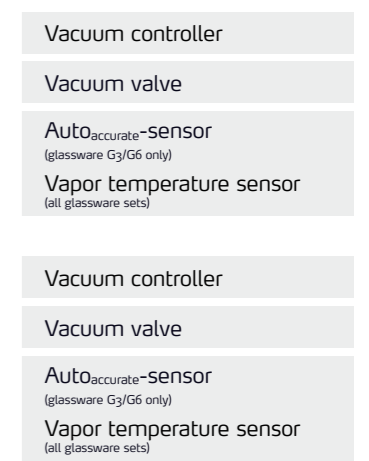 Vacuum controller
Vacuum valve
Autoaccurate-sensor
(glassware G3/G6 only)
Vapor temperature sensor
(all glassware sets)
Vacuum controller
Vacuum valve
Autoaccurate-sensor
(glassware G3/G6 only)
Vapor temperature sensor
(all glassware sets)